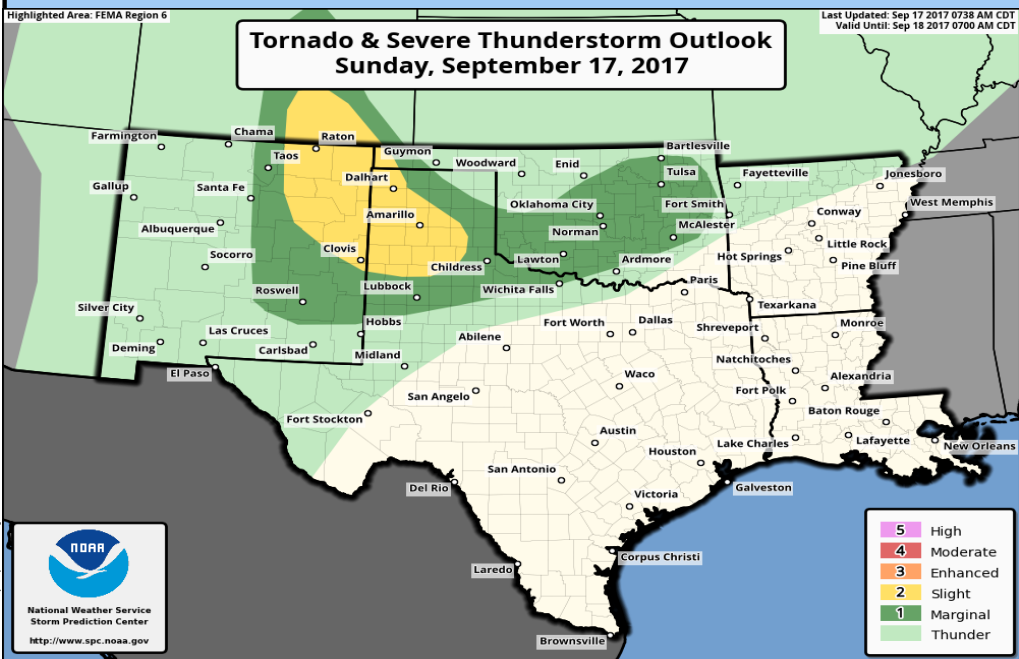 Highlighted Area: FEMA Region 6
Last Updated: Sep 17 2017 0738 AM CDT
Valid Until: Sep 18 2017 0700 AM CDT
Tornado & Severe Thunderstorm Outlook
Sunday, September 17, 2017
Farmington
Chama
Raton
Taos
Guymon
Woodward
Enid
Bartlesville
Tulsa
Fayetteville
Jonesboro
Gallup
Santa Fe
Dalhart
Amarillo
Oklahoma City
Fort Smith
West Memphis
Albuquerque
Norman
McAlester
Conway
Little Rock
Socorro
Clovis
Childress
Lawton
Ardmore
Hot Springs
Pine Bluff
Roswell
Lubbock
Wichita Falls
Paris
Texarkana
Silver City
Las Cruces
Hobbs
Fort Worth
Dallas
Shreveport
Monroe
Deming
Carlsbad
Midland
Abilene
Natchitoches
El Paso
Waco
Alexandria
San Angelo
Fort Polk
Fort Stockton
Baton Rouge
Austin
Lake Charles
Lafayette
New Orleans
Houston
San Antonio
Del Rio
Galveston
Victoria
Corpus Christi
Laredo
Brownsville
NOAA
National Weather Service
Storm Prediction Center
http://www.spc.noaa.gov
5 High
4 Moderate
3 Enhanced
2 Slight
1 Marginal
Thunder